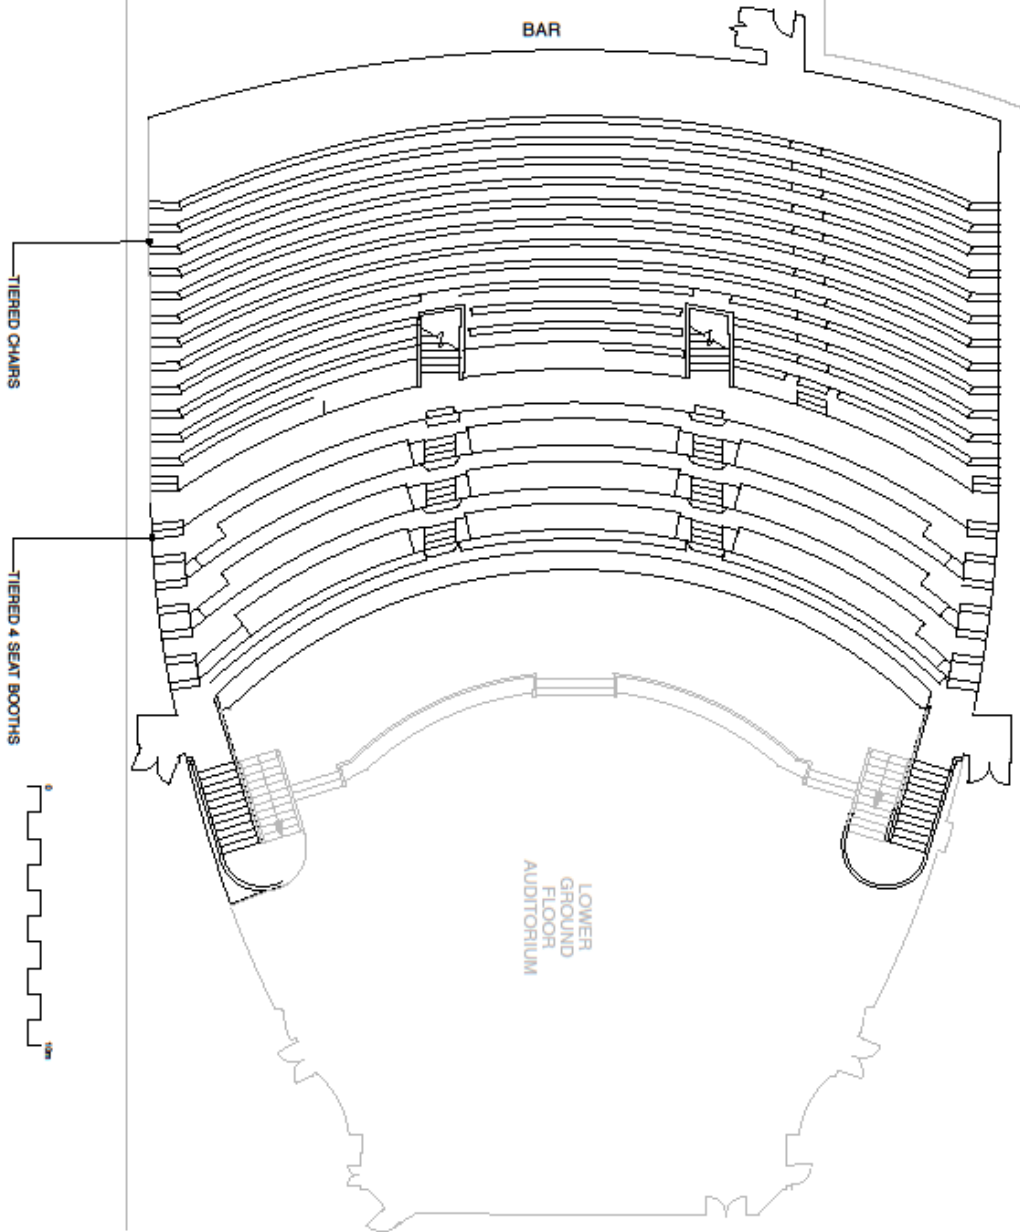 BAR
TIERED CHAIRS
TIERED 4 SEAT BOOTHS
0
10m
LOWER
GROUND
FLOOR
AUDITORIUM